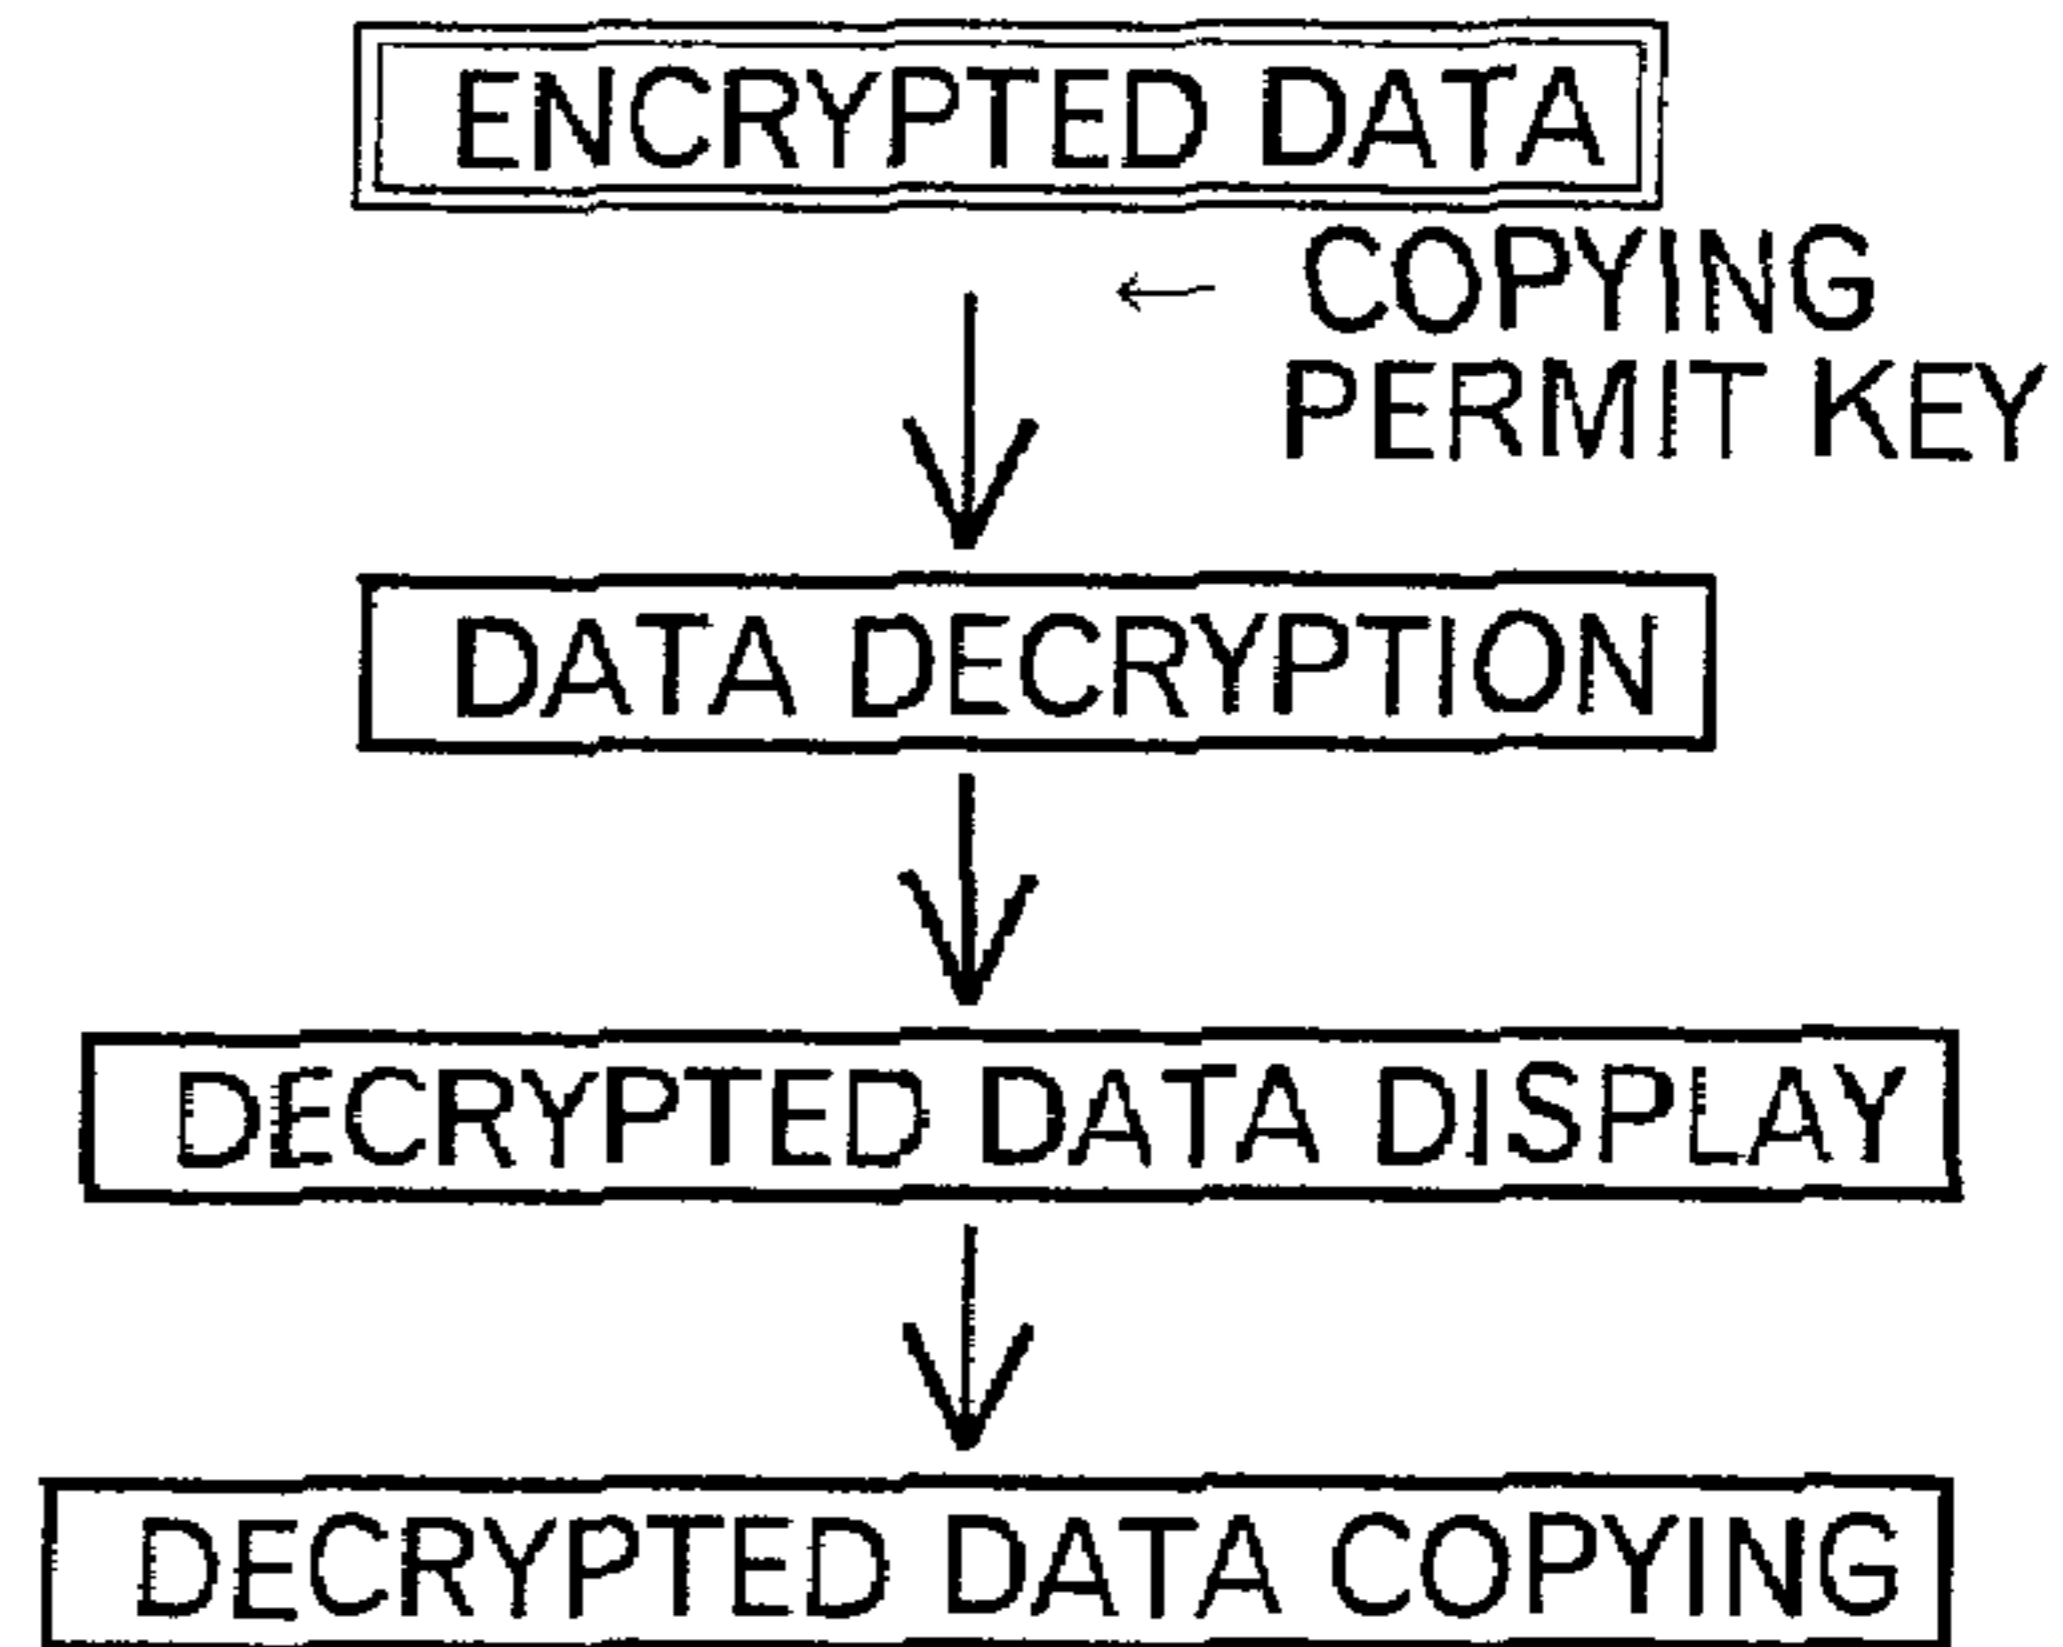 ENCRYPTED DATA
COPYING
PERMIT KEY
DATA DECRYPTION
DECRYPTED DATA DISPLAY
DECRYPTED DATA COPYING